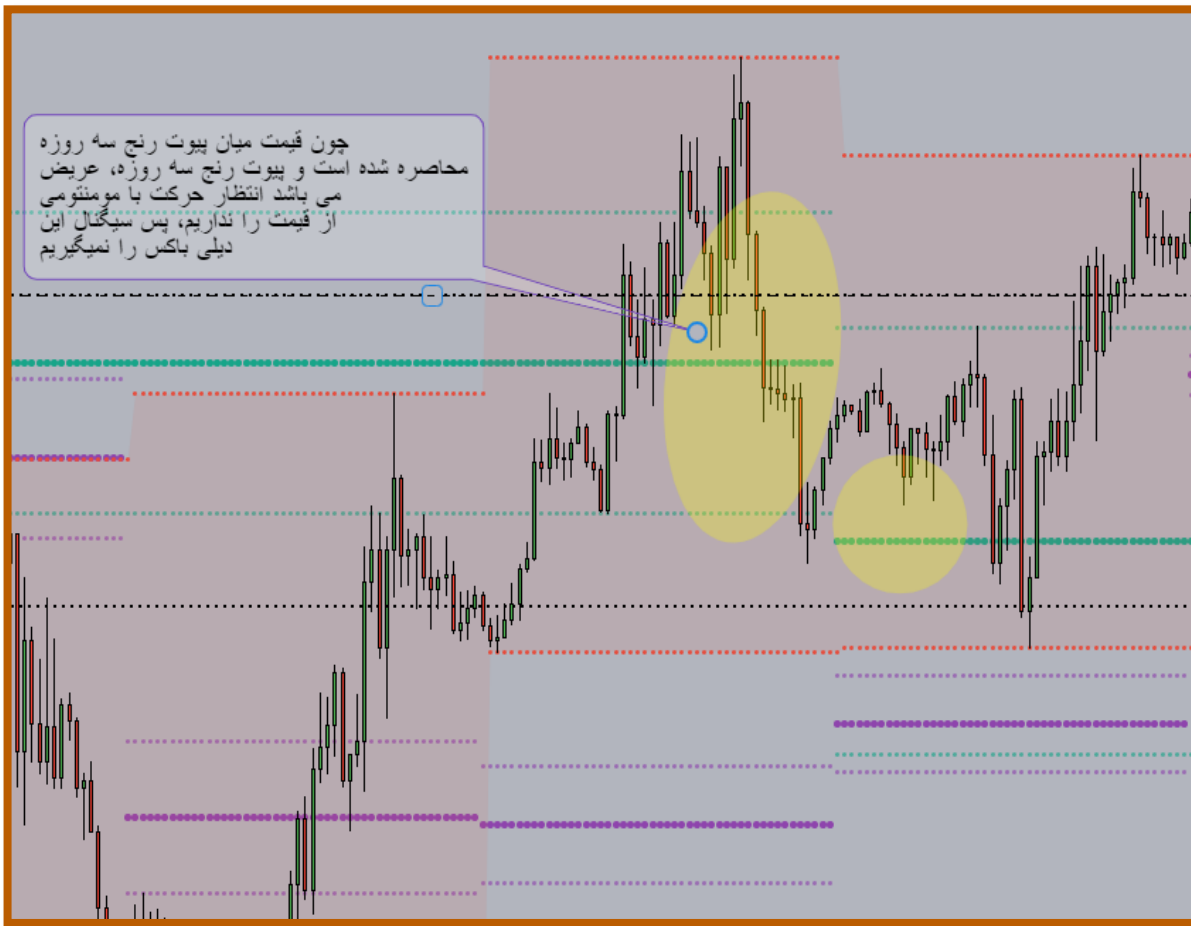 چون قیمت میان پیوت رنج سه روزه
محاصره شده است و پیوت رنج سه روزه، عریض
می باشد انتظار حرکت با مومنتومی
از قیمت را نداریم، پس سیگنال این
دیلی باکس را نمیگیریم